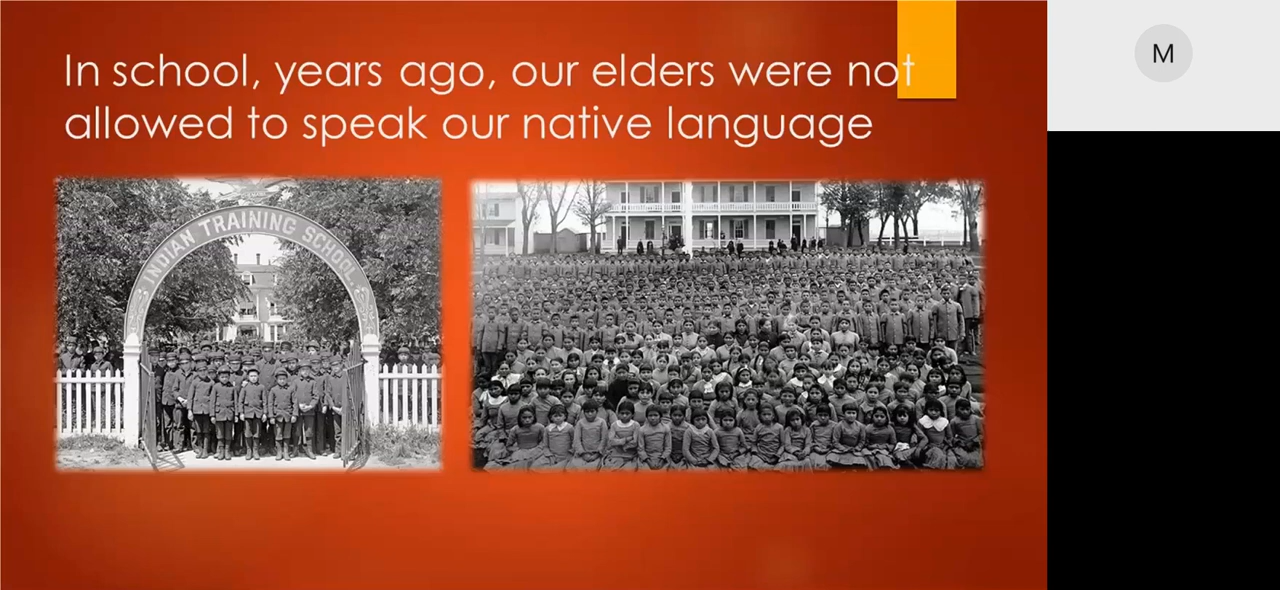 In school, years ago, our elders were not
allowed to speak our native language
INDIAN TRAINING SCHOOL
M